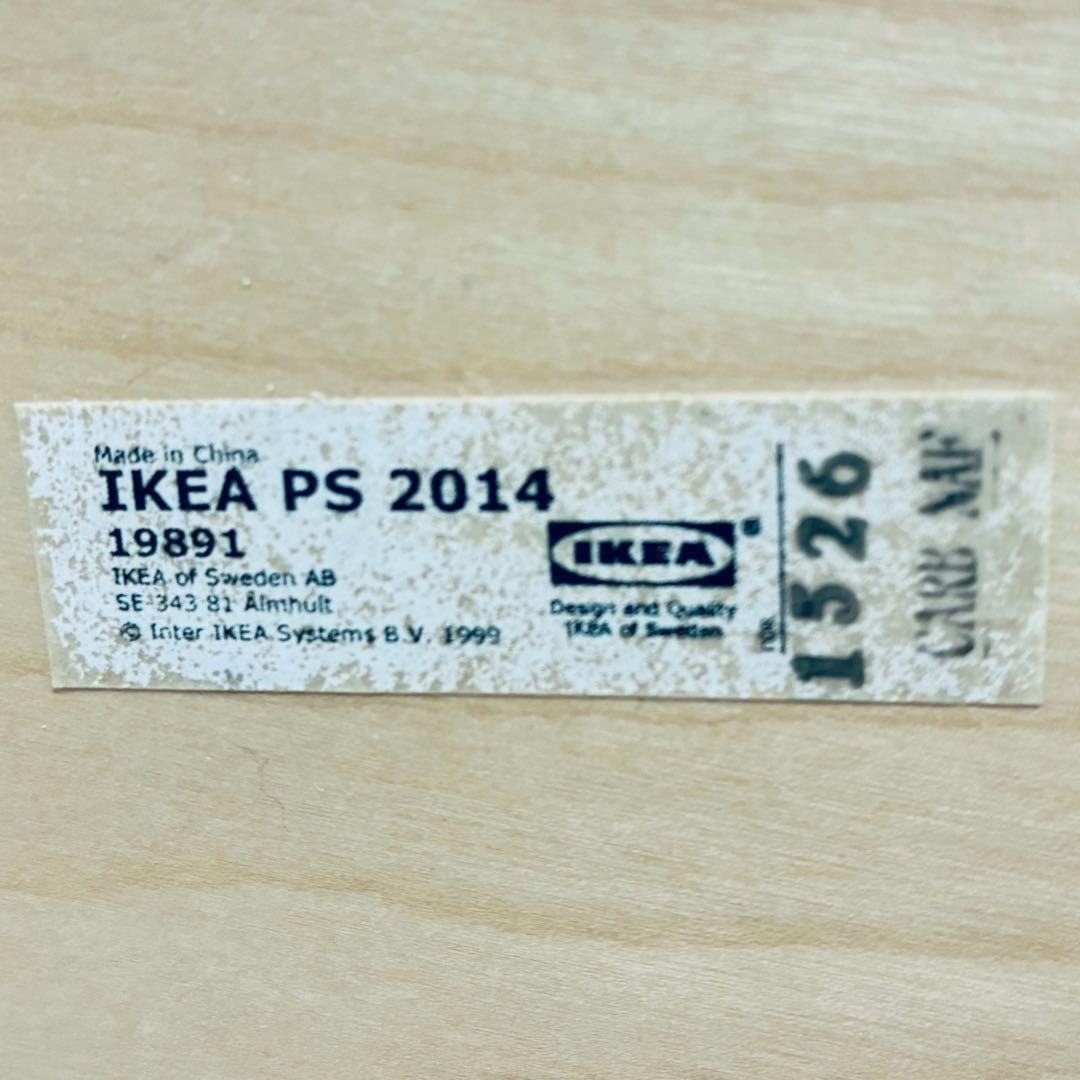 Made in China
IKEA PS 2014
19891
IKEA of Sweden AB
SE-343 81 Älmhult
© Inter IKEA Systems B.V. 1999
IKEA®
Design and Quality
IKEA of Sweden
1526
CARB